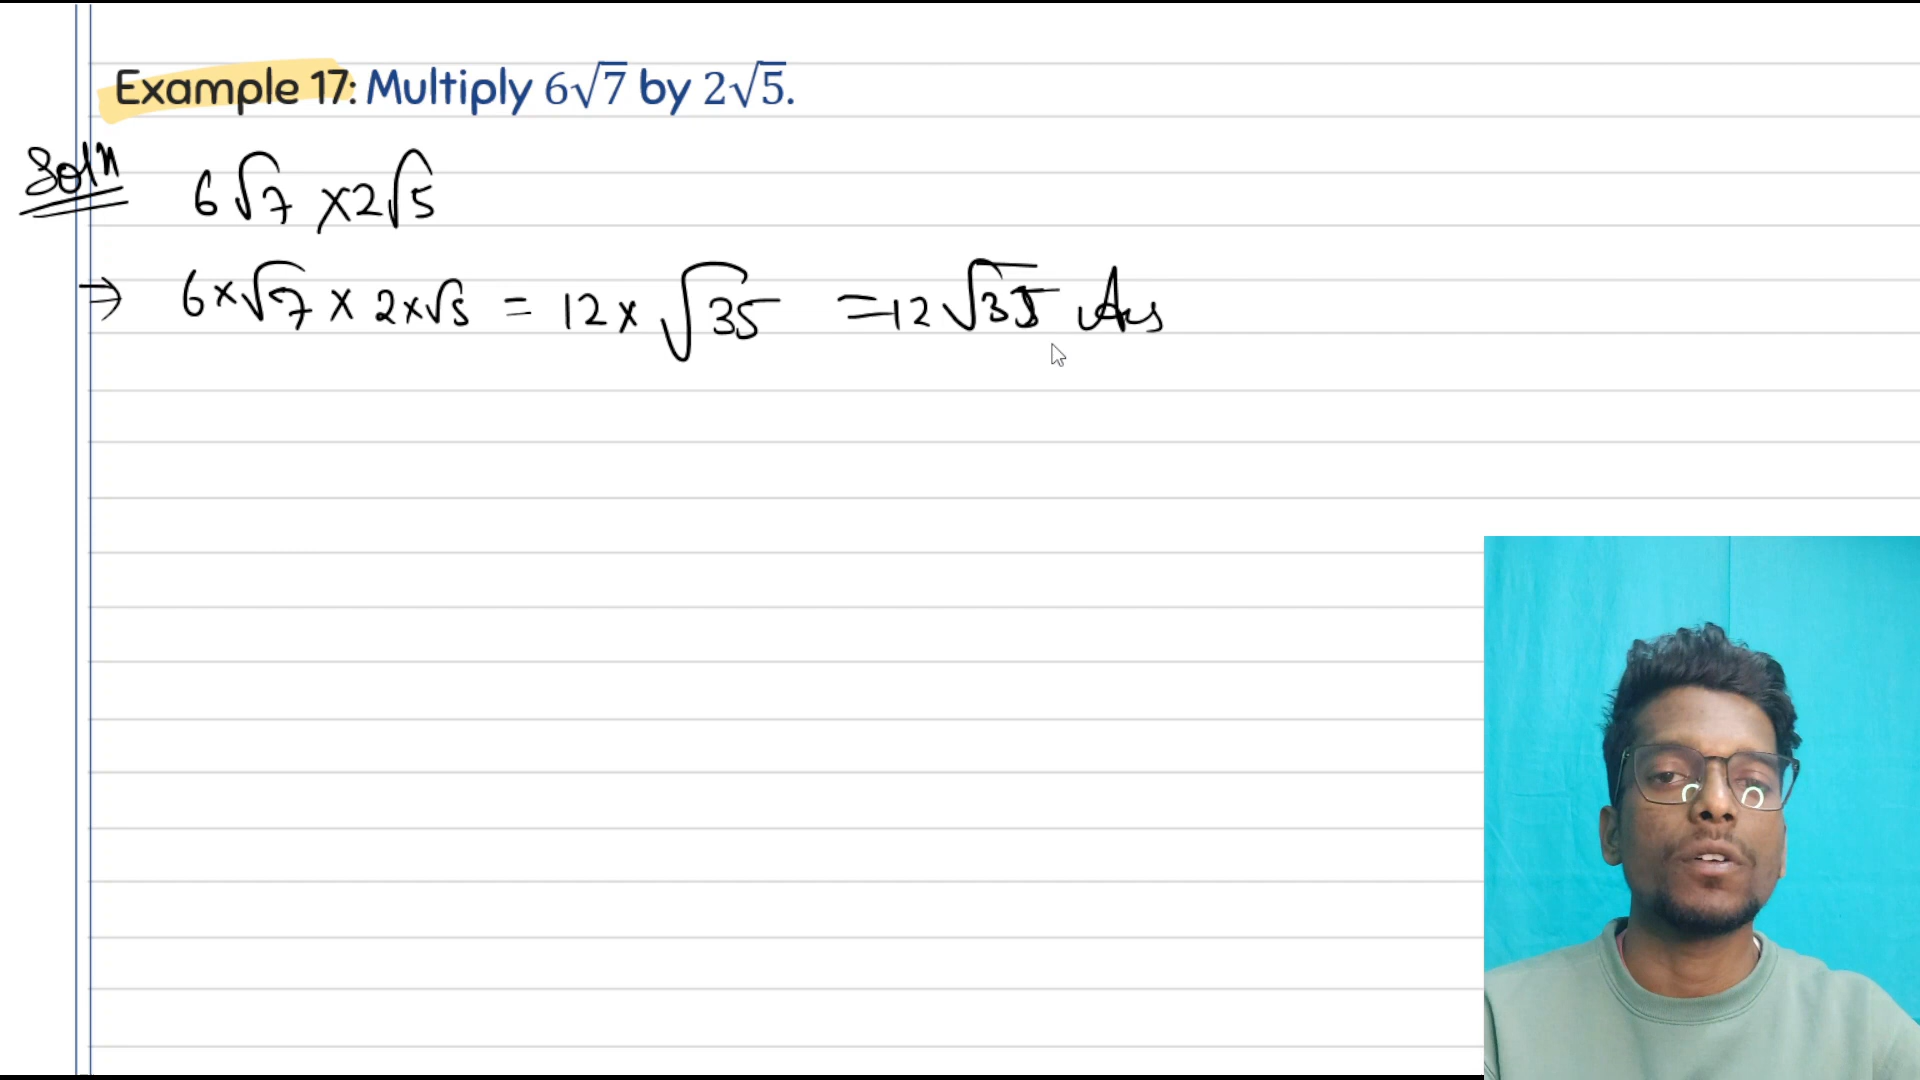 Example 17: Multiply 6√7 by 2√5.
Solⁿ 6√7 ×2√5
→ 6×√7 × 2×√5 = 12× √35 =12√35 Ans